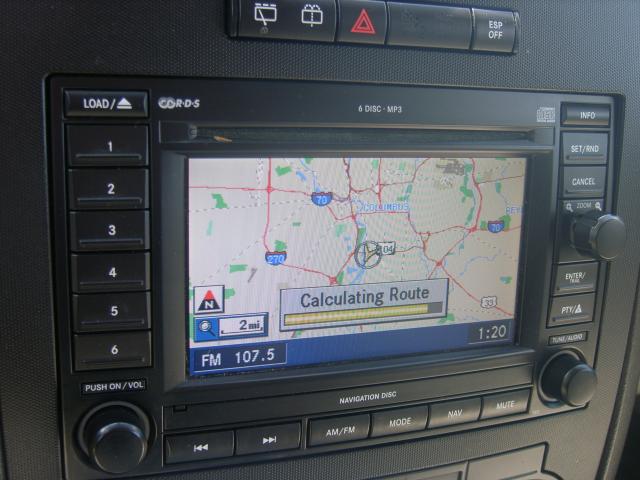 ESP
OFF
LOAD/
R·D·S
6 DISC · MP3
INFO
1
SET/RND
2
CANCEL
3
ZOOM
4
ENTER/
5
PTY/
6
TUNE/AUDIO
70
COLUMBUS
104
70
REY
270
33
N
2 mi
Calculating Route
FM 107.5
1:20
PUSH ON/VOL
NAVIGATION DISC
AM/FM
MODE
NAV
MUTE